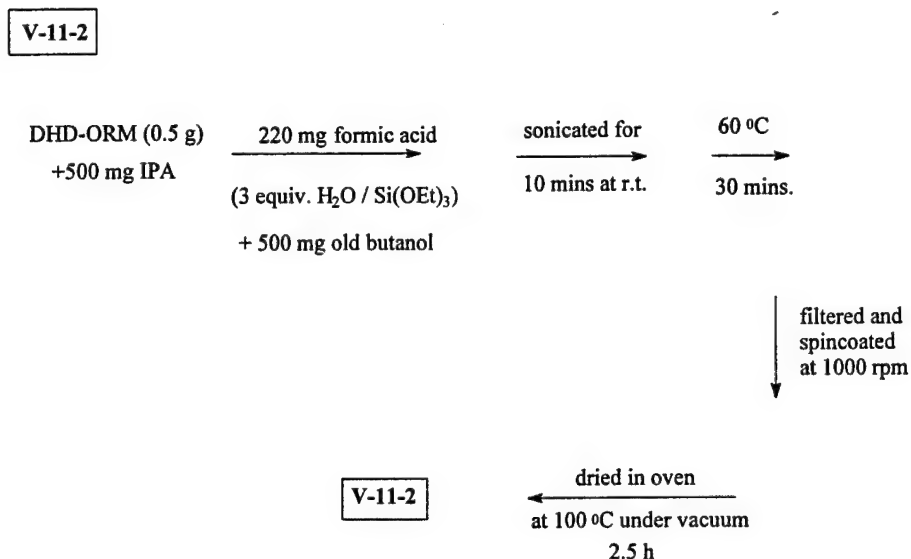 V-11-2
DHD-ORM (0.5 g)
+500 mg IPA
220 mg formic acid
(3 equiv. H₂O / Si(OEt)₃)
+ 500 mg old butanol
sonicated for
10 mins at r.t.
60 ⁰C
30 mins.
filtered and
spincoated
at 1000 rpm
dried in oven
at 100 ⁰C under vacuum
2.5 h
V-11-2